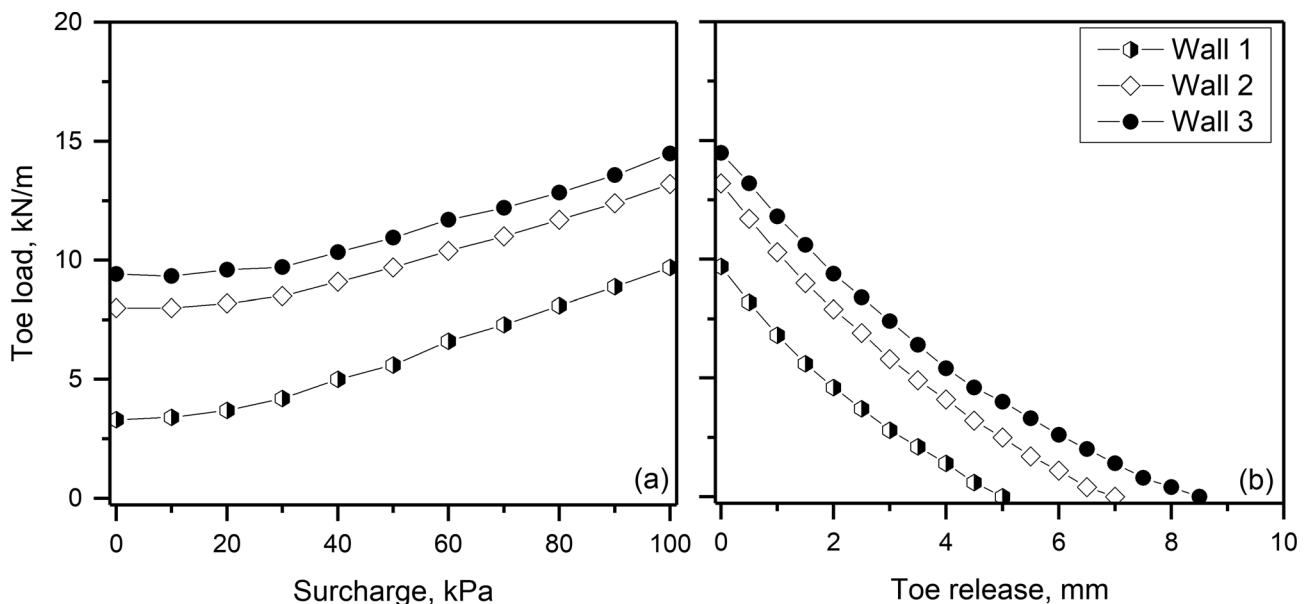 Toe load, kN/m
20
15
10
5
0
0 20 40 60 80 100
Surcharge, kPa
(a)
Wall 1
Wall 2
Wall 3
(b)
0 2 4 6 8 10
Toe release, mm